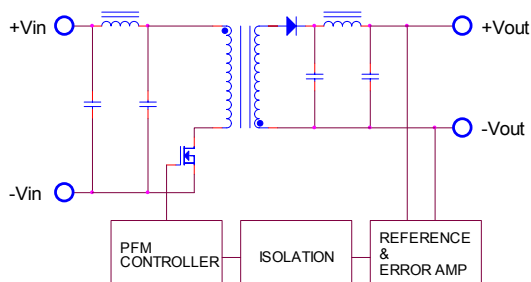 +Vin
+Vout
-Vout
-Vin
PFM
CONTROLLER
ISOLATION
REFERENCE
&
ERROR AMP